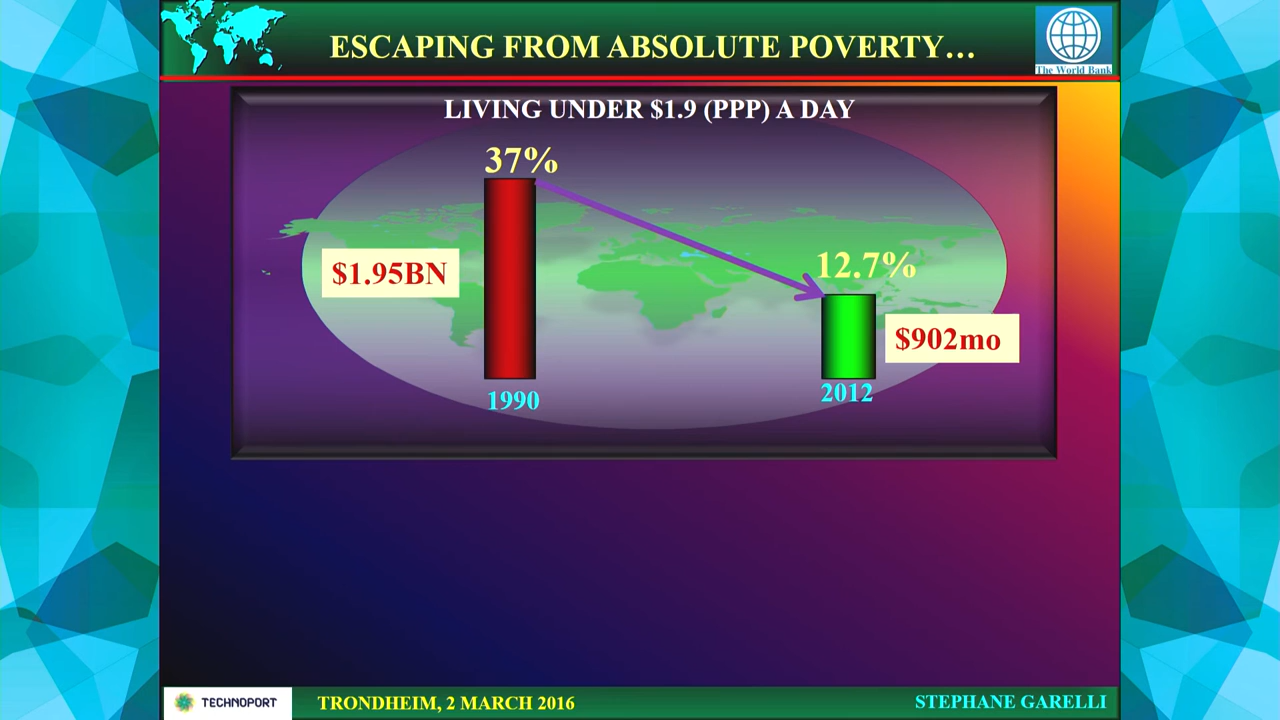 ESCAPING FROM ABSOLUTE POVERTY…
The World Bank
LIVING UNDER $1.9 (PPP) A DAY
37%
12.7%
$1.95BN
$902mo
1990
2012
TECHNOPORT
TRONDHEIM, 2 MARCH 2016
STEPHANE GARELLI